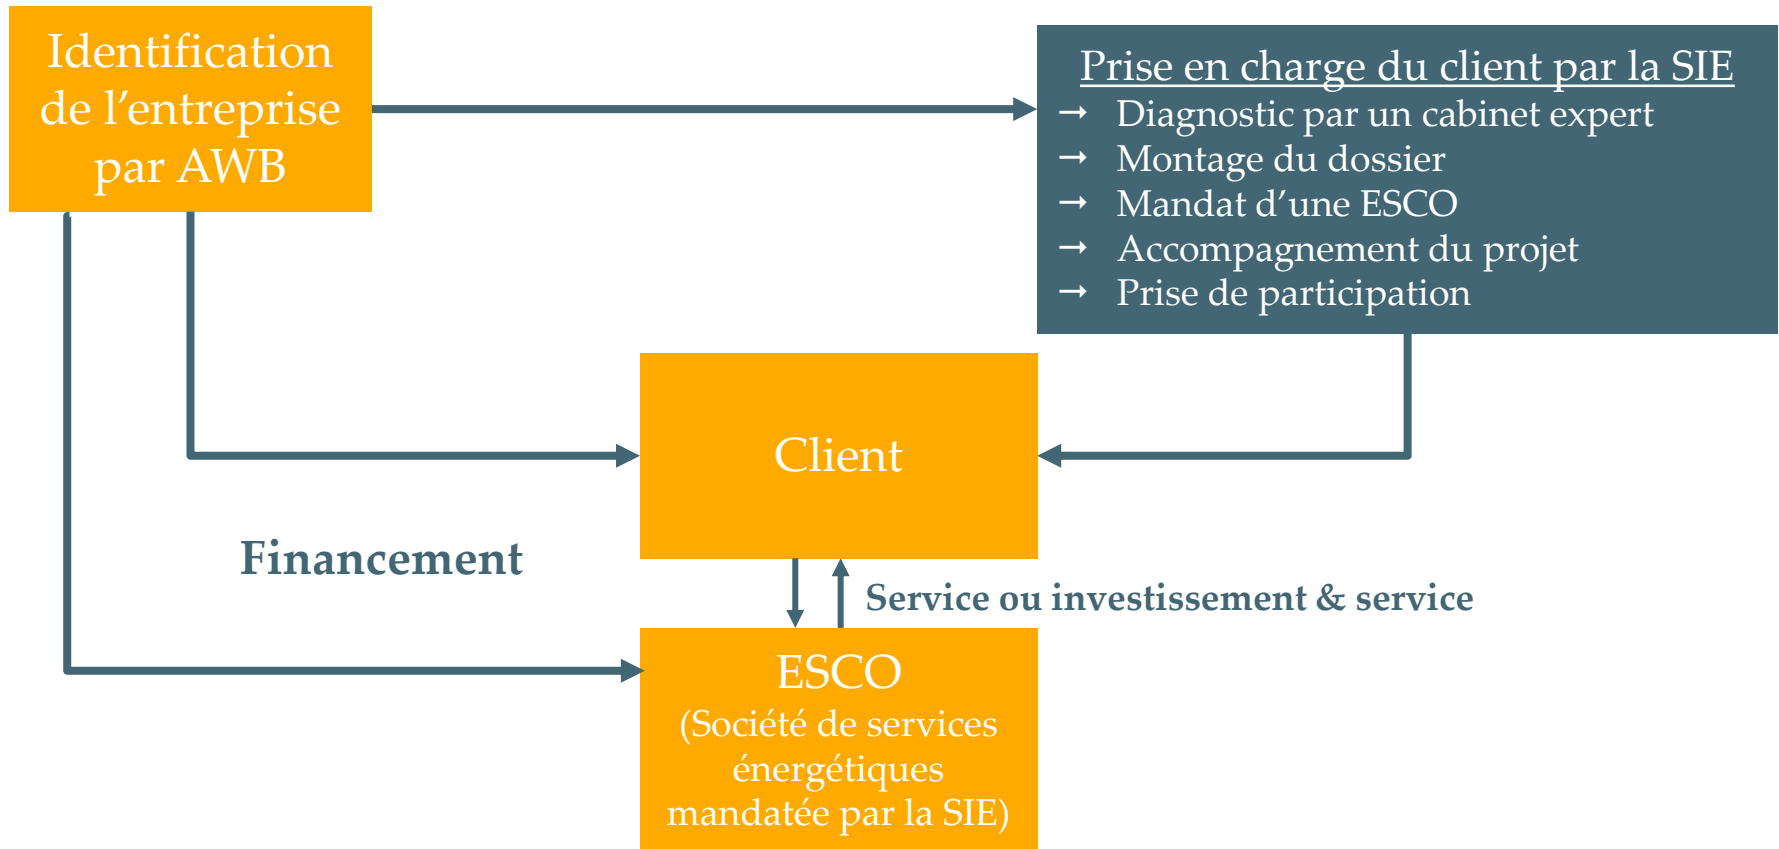 Identification
de l’entreprise
par AWB
Prise en charge du client par la SIE
→ Diagnostic par un cabinet expert
→ Montage du dossier
→ Mandat d’une ESCO
→ Accompagnement du projet
→ Prise de participation
Client
Financement
Service ou investissement & service
ESCO
(Société de services
énergétiques
mandatée par la SIE)